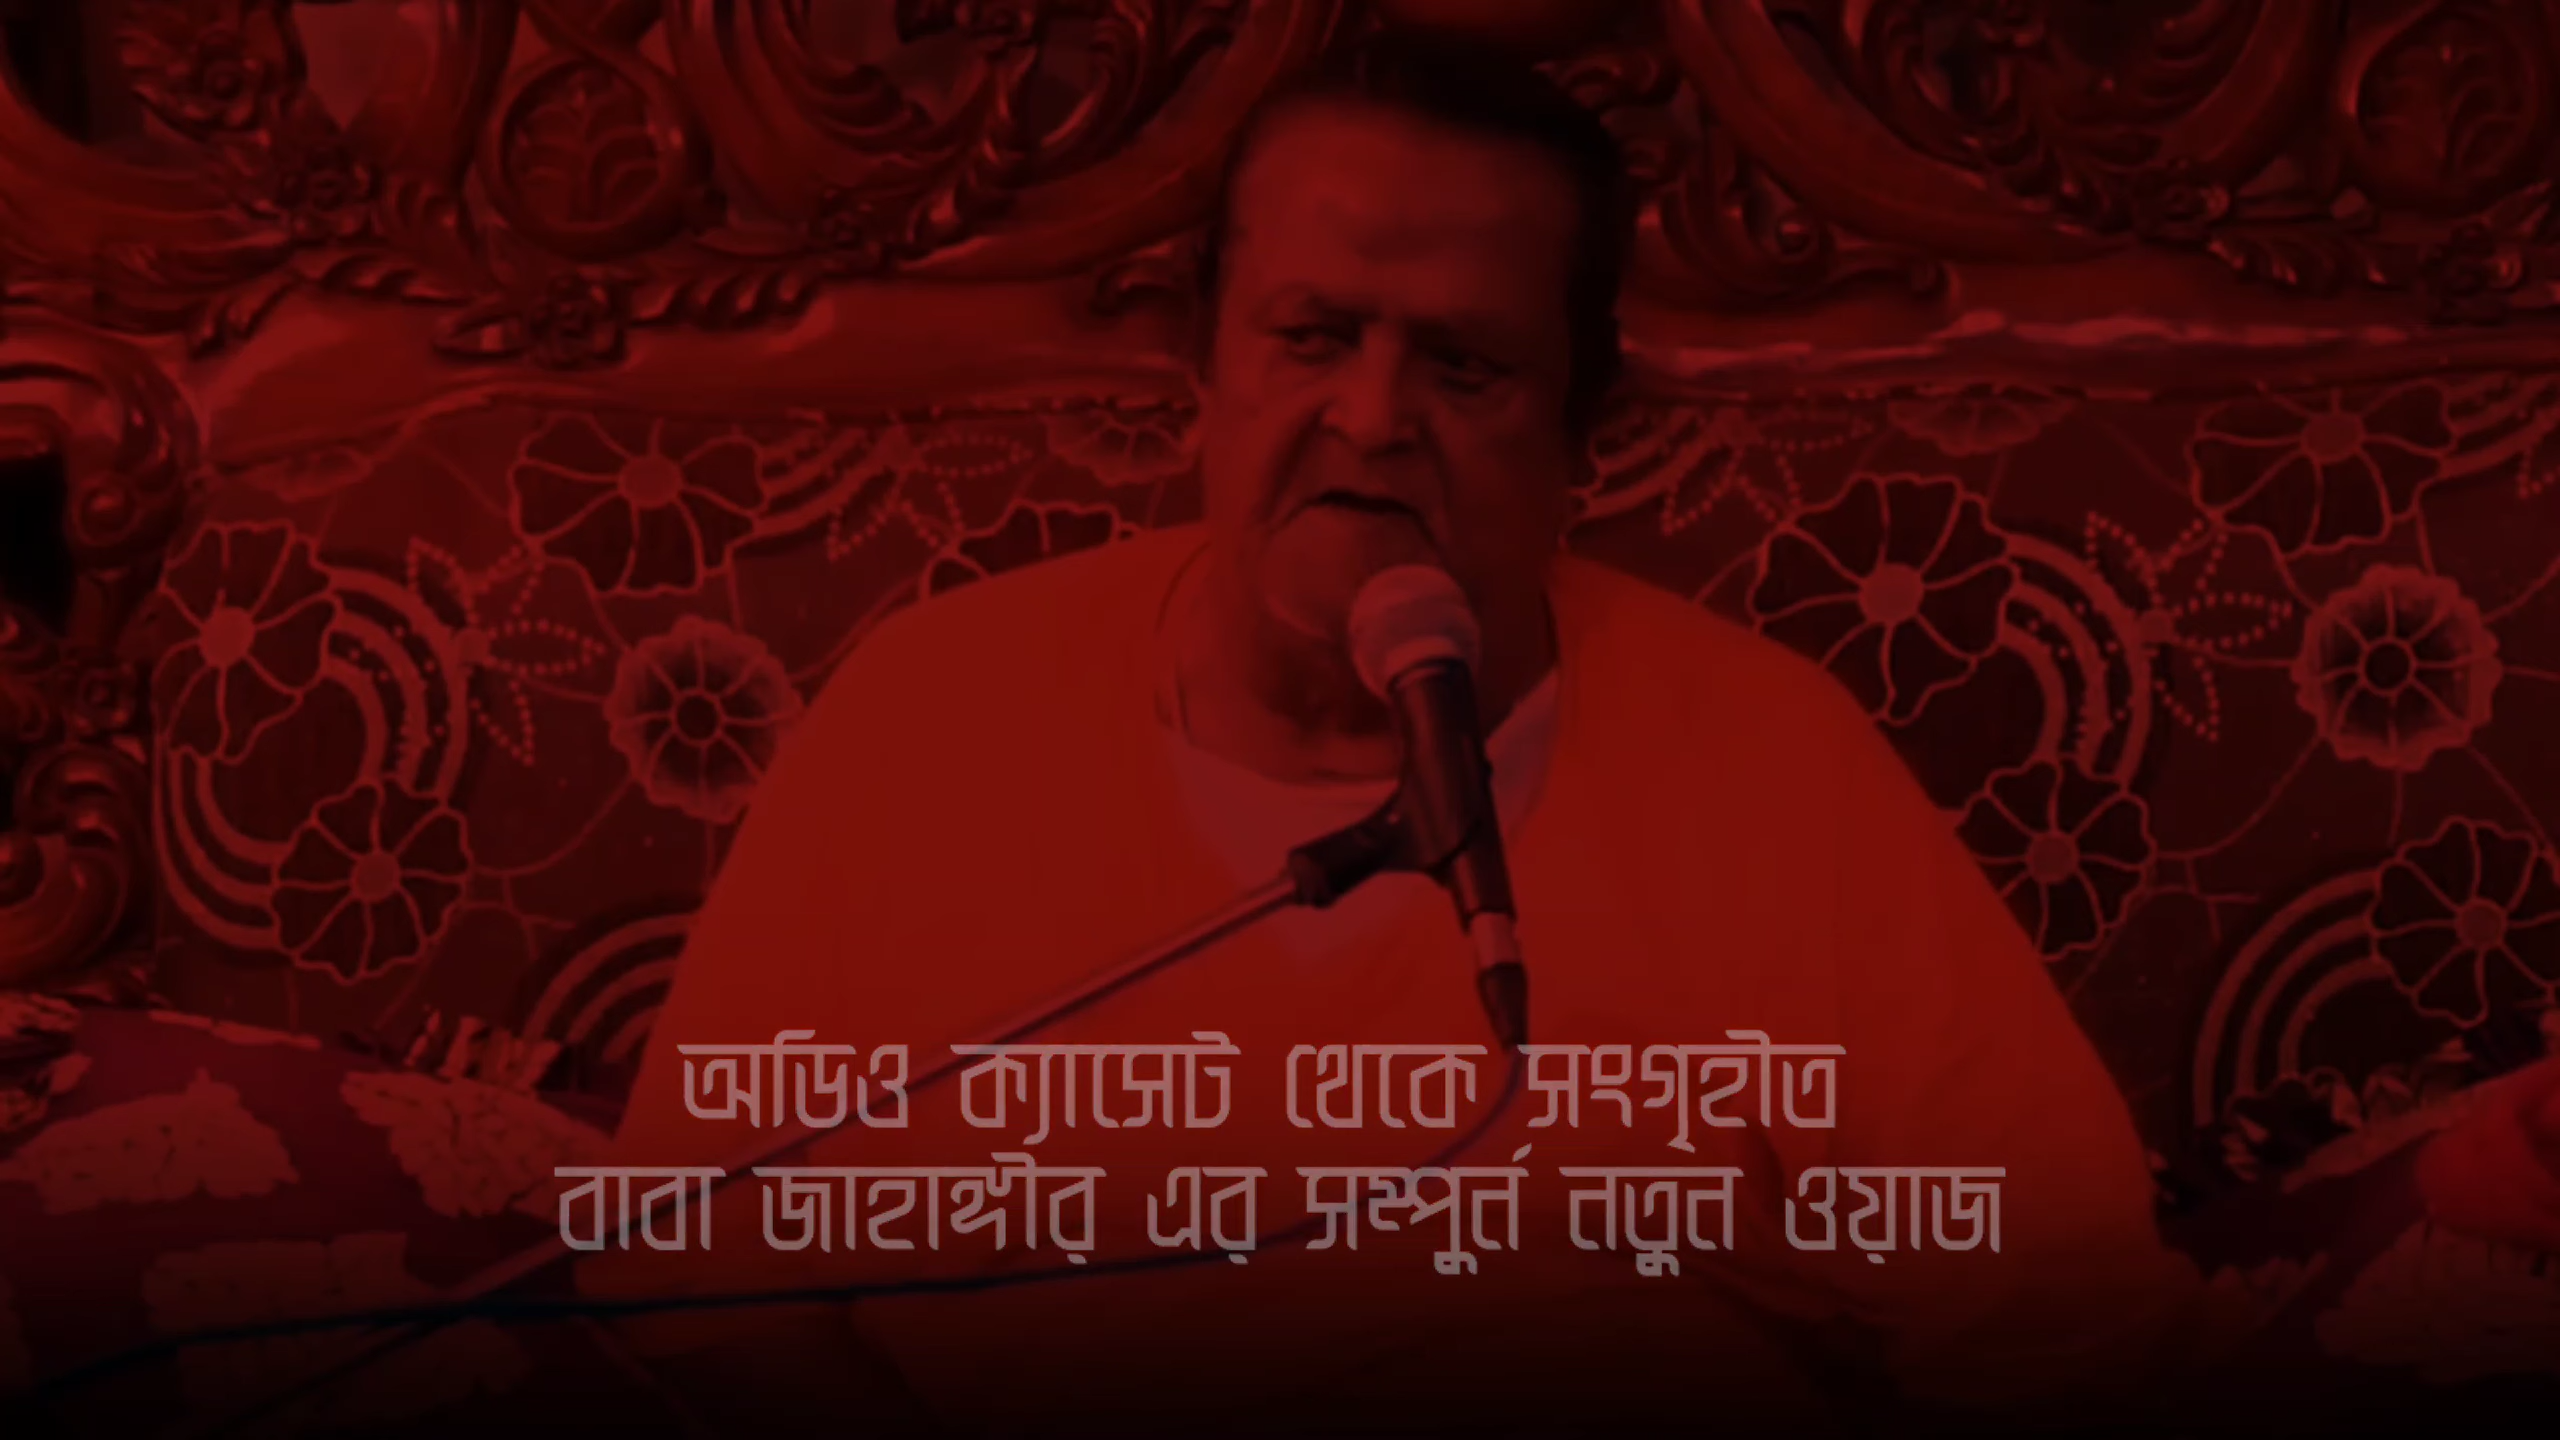 অডিও ক্যাসেট থেকে সংগৃহীত
বাবা জাহাঙ্গীর এর সম্পুর্ন নতুন ওয়াজ